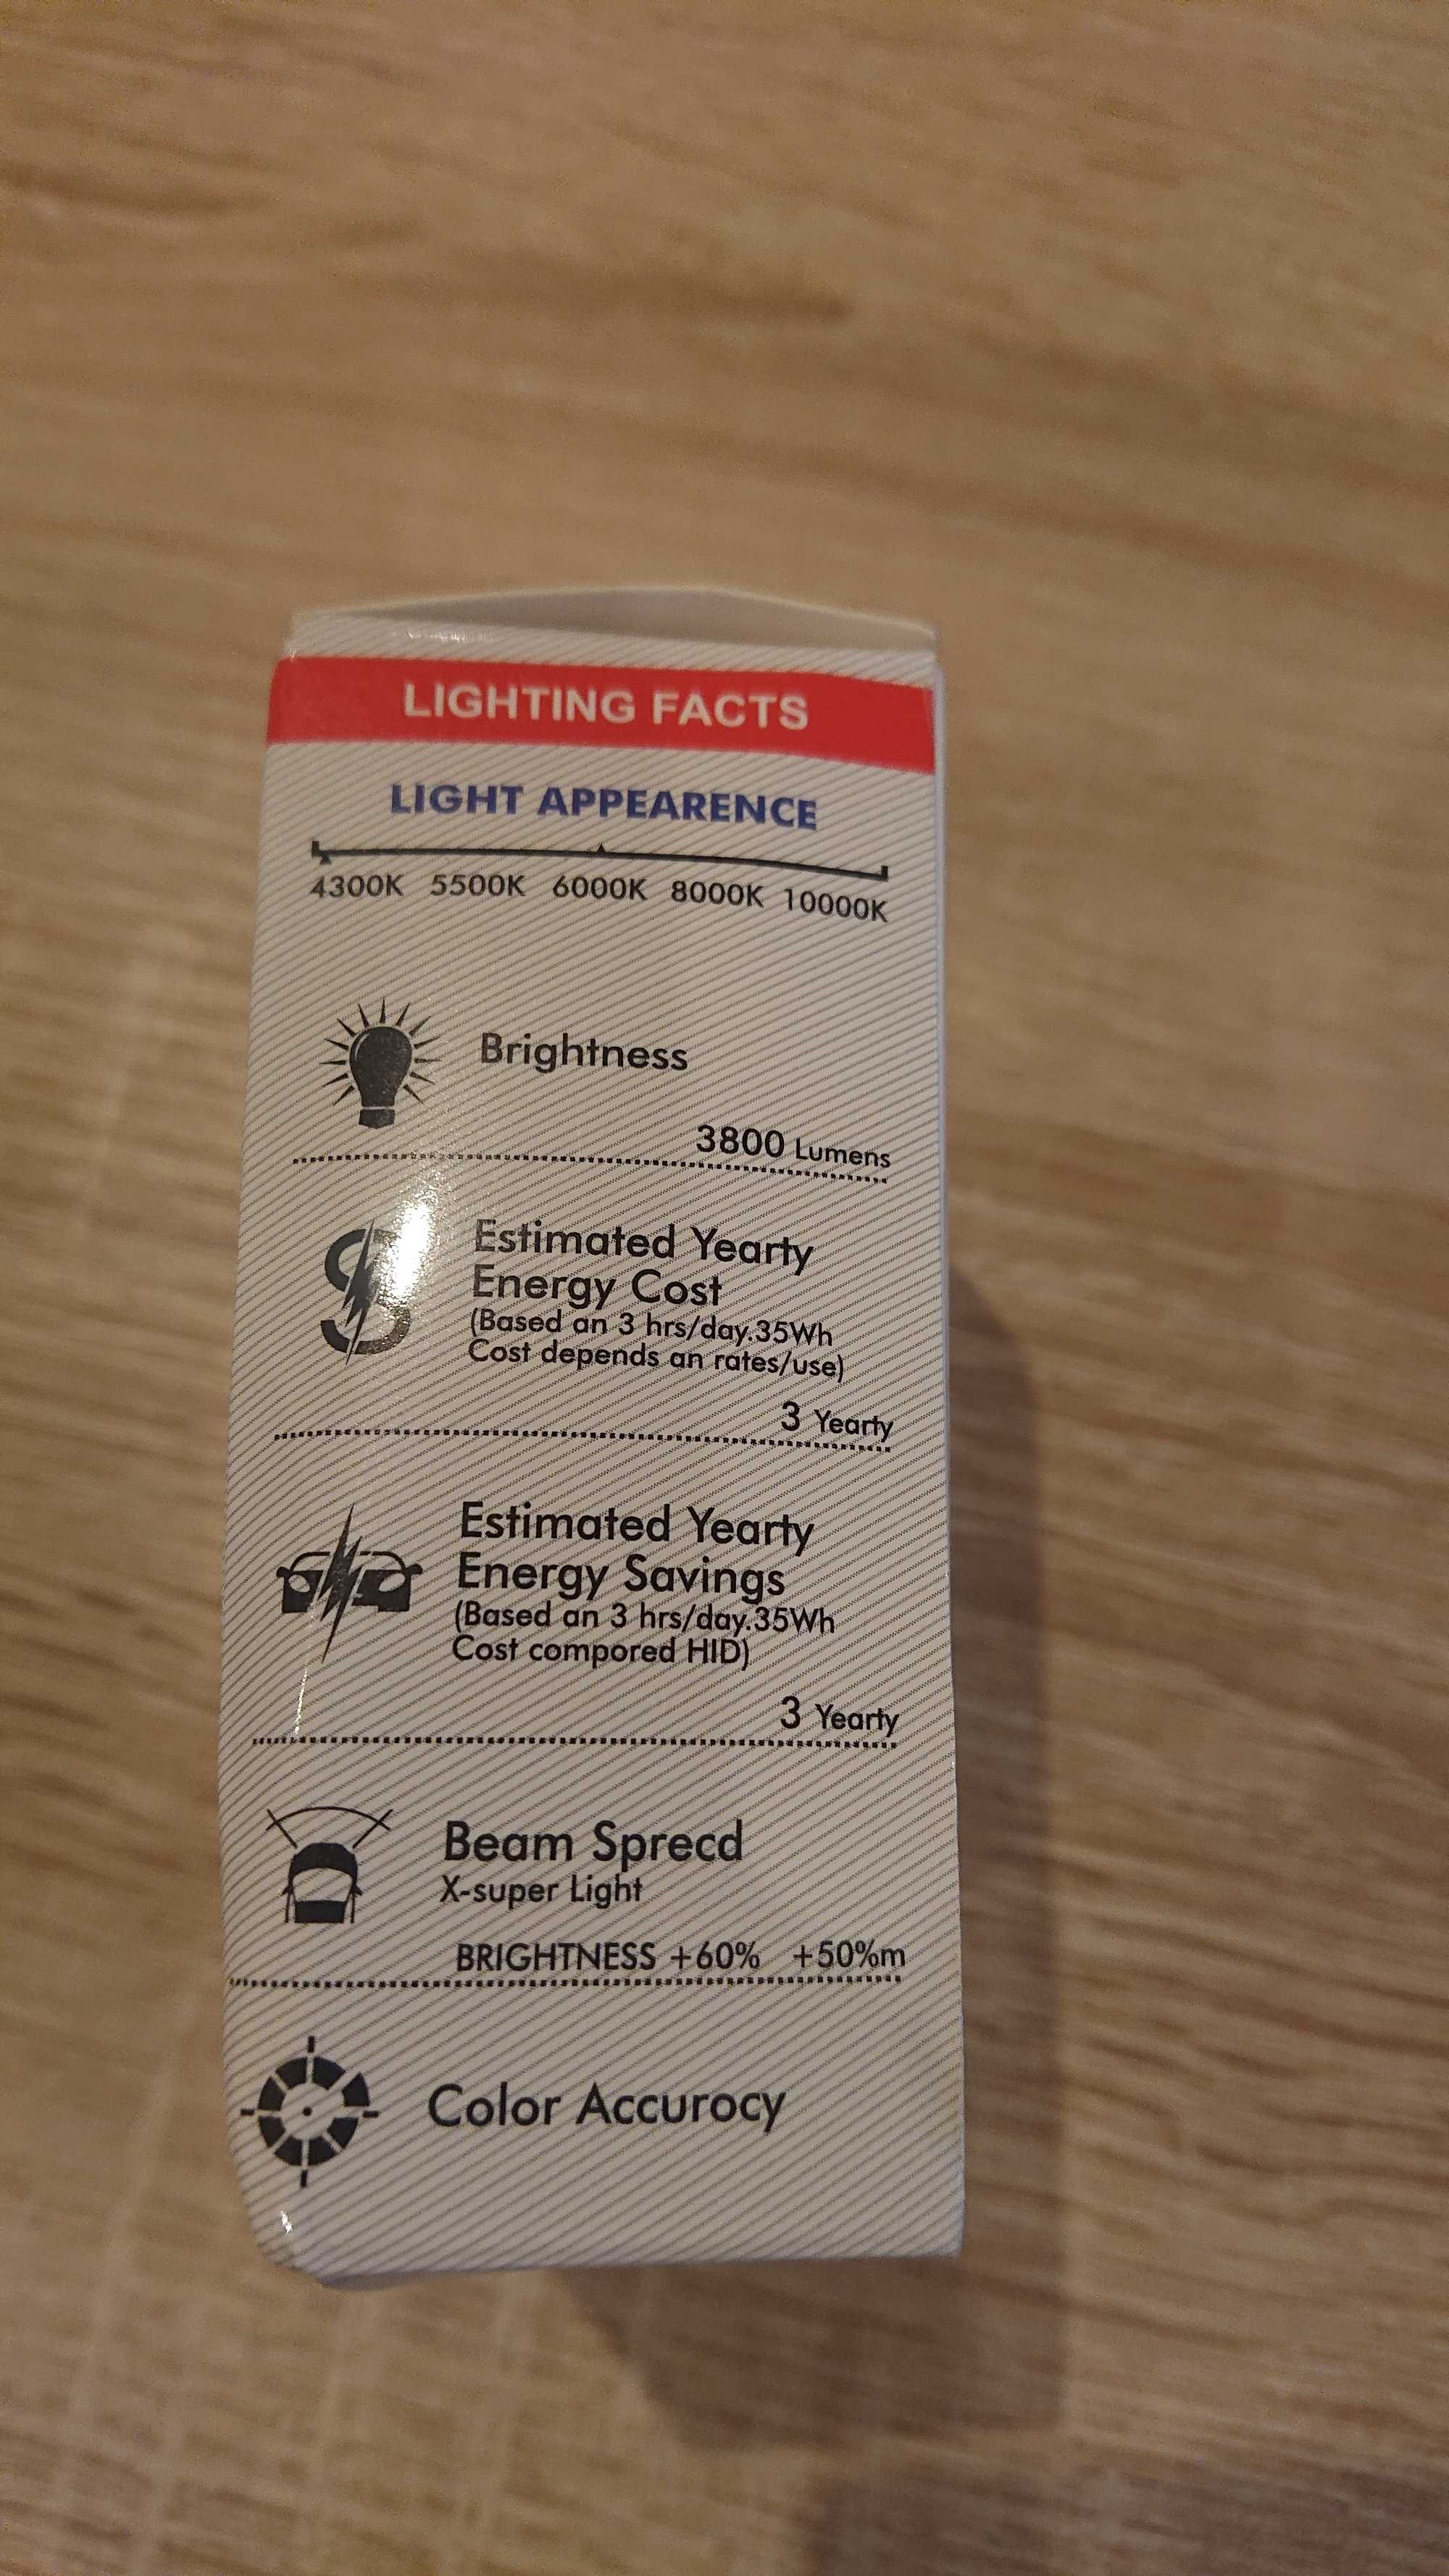 LIGHTING FACTS
LIGHT APPEARENCE
4300K 5500K 6000K 8000K 10000K
Brightness
3800 Lumens
Estimated Yearty
Energy Cost
(Based an 3 hrs/day.35Wh
Cost depends an rates/use)
3 Yearty
Estimated Yearty
Energy Savings
(Based an 3 hrs/day.35Wh
Cost compored HID)
3 Yearty
Beam Sprecd
X-super Light
BRIGHTNESS +60% +50%m
Color Accurocy